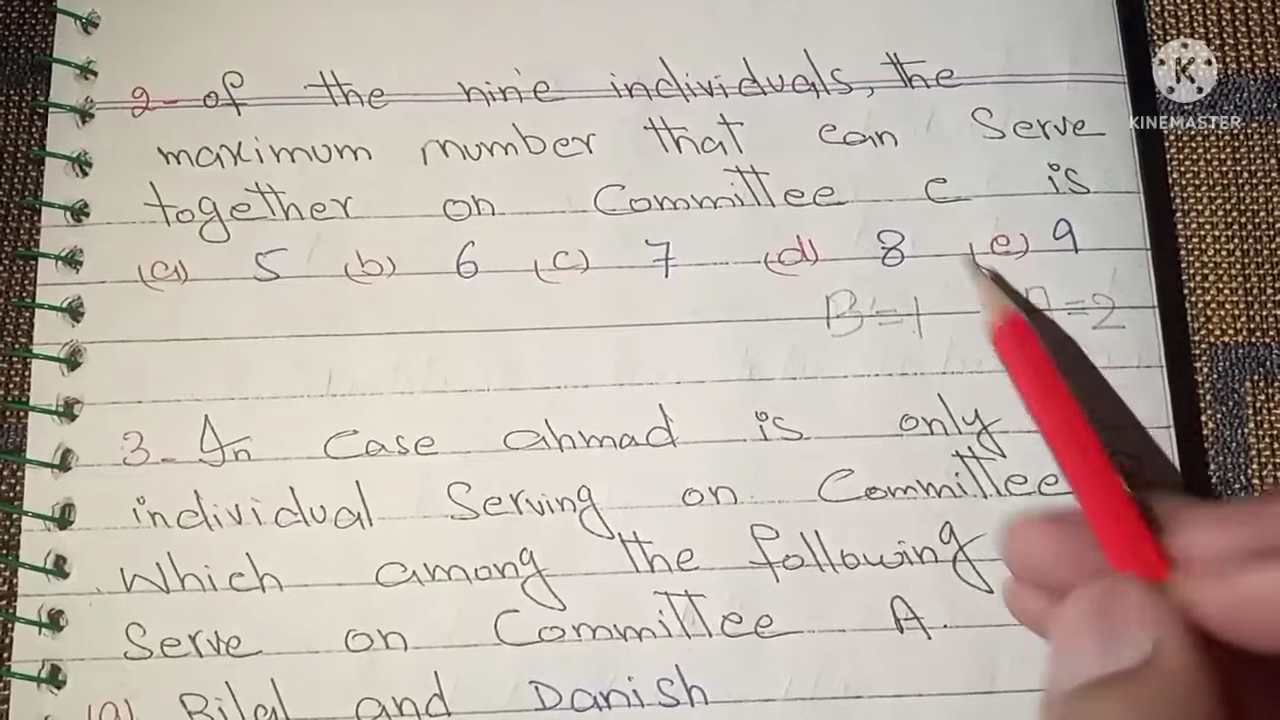 2- of the nine individuals, the
KINEMASTER
maximum number that can Serve
together on Committee c is
(a) 5 (b) 6 (c) 7 (d) 8 (e) 9
B=1 A=2
3- In Case ahmad is only
individual Serving on Committee
Which among the following
Serve on Committee A.
(a) Bilal and Danish